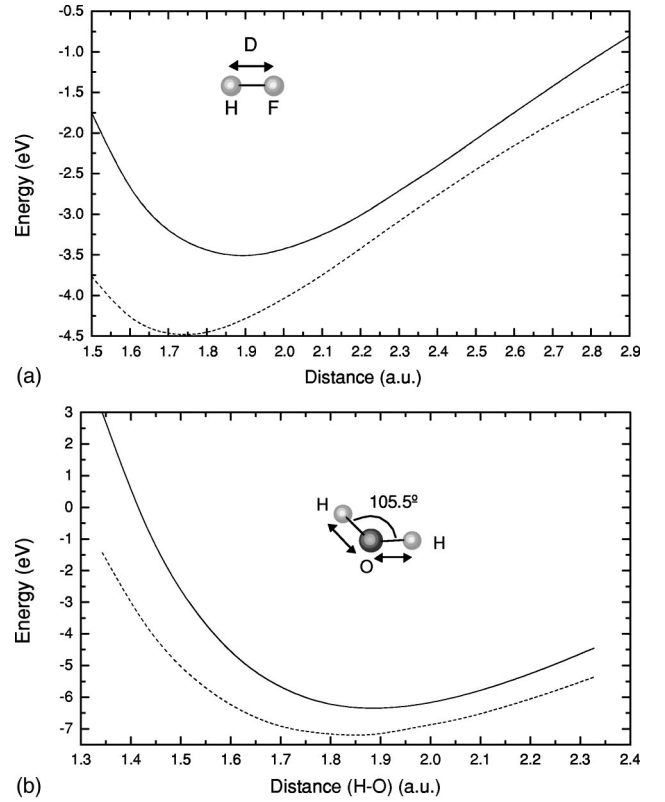 -0.5
-1.0
-1.5
-2.0
-2.5
-3.0
-3.5
-4.0
-4.5
Energy (eV)
D
H F
1.5 1.6 1.7 1.8 1.9 2.0 2.1 2.2 2.3 2.4 2.5 2.6 2.7 2.8 2.9
(a)
Distance (a.u.)
3
2
1
0
-1
-2
-3
-4
-5
-6
-7
Energy (eV)
H 105.5º
H
O
1.3 1.4 1.5 1.6 1.7 1.8 1.9 2.0 2.1 2.2 2.3 2.4
(b)
Distance (H-O) (a.u.)